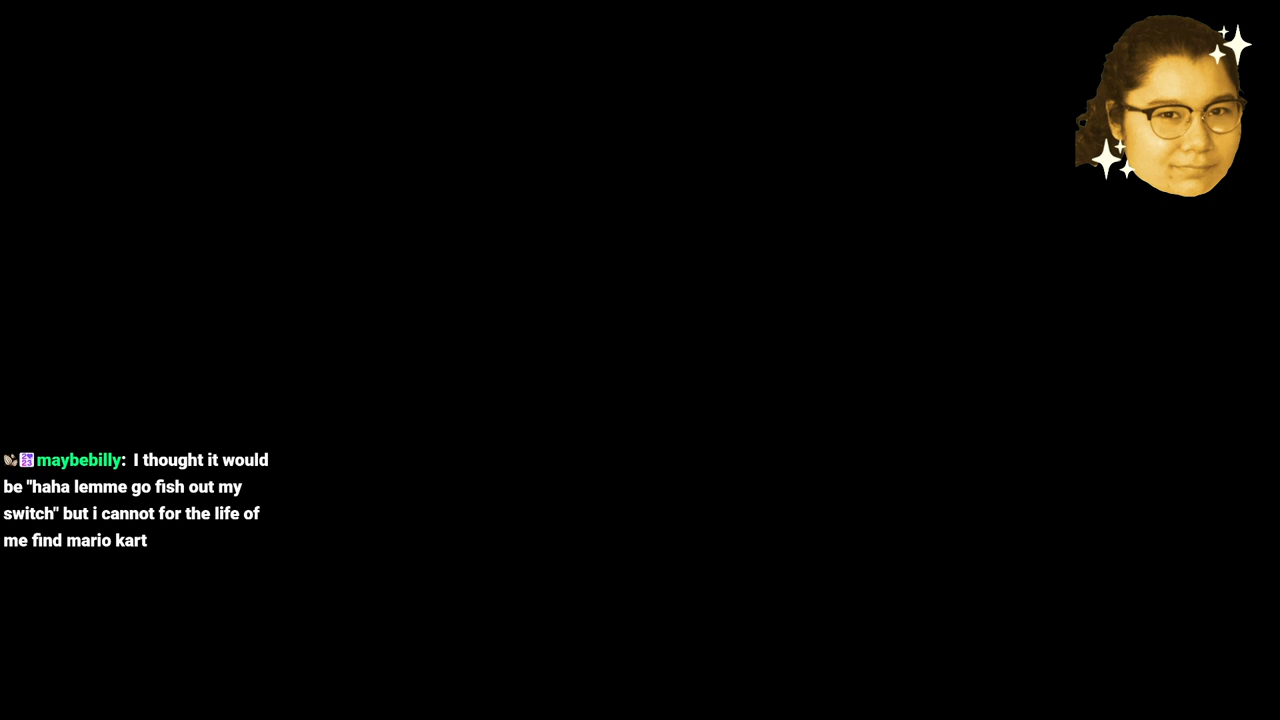 maybebilly: I thought it would
be "haha lemme go fish out my
switch" but i cannot for the life of
me find mario kart